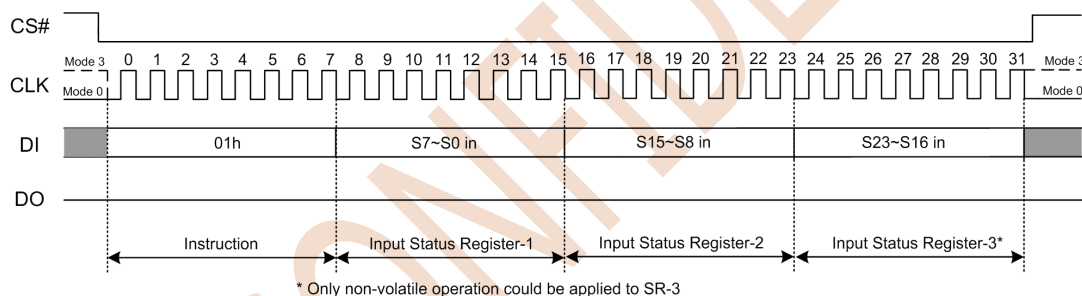 CS#
Mode 3 0 1 2 3 4 5 6 7 8 9 10 11 12 13 14 15 16 17 18 19 20 21 22 23 24 25 26 27 28 29 30 31 Mode 3
CLK Mode 0 Mode 0
DI 01h S7~S0 in S15~S8 in S23~S16 in
DO
Instruction Input Status Register-1 Input Status Register-2 Input Status Register-3*
* Only non-volatile operation could be applied to SR-3